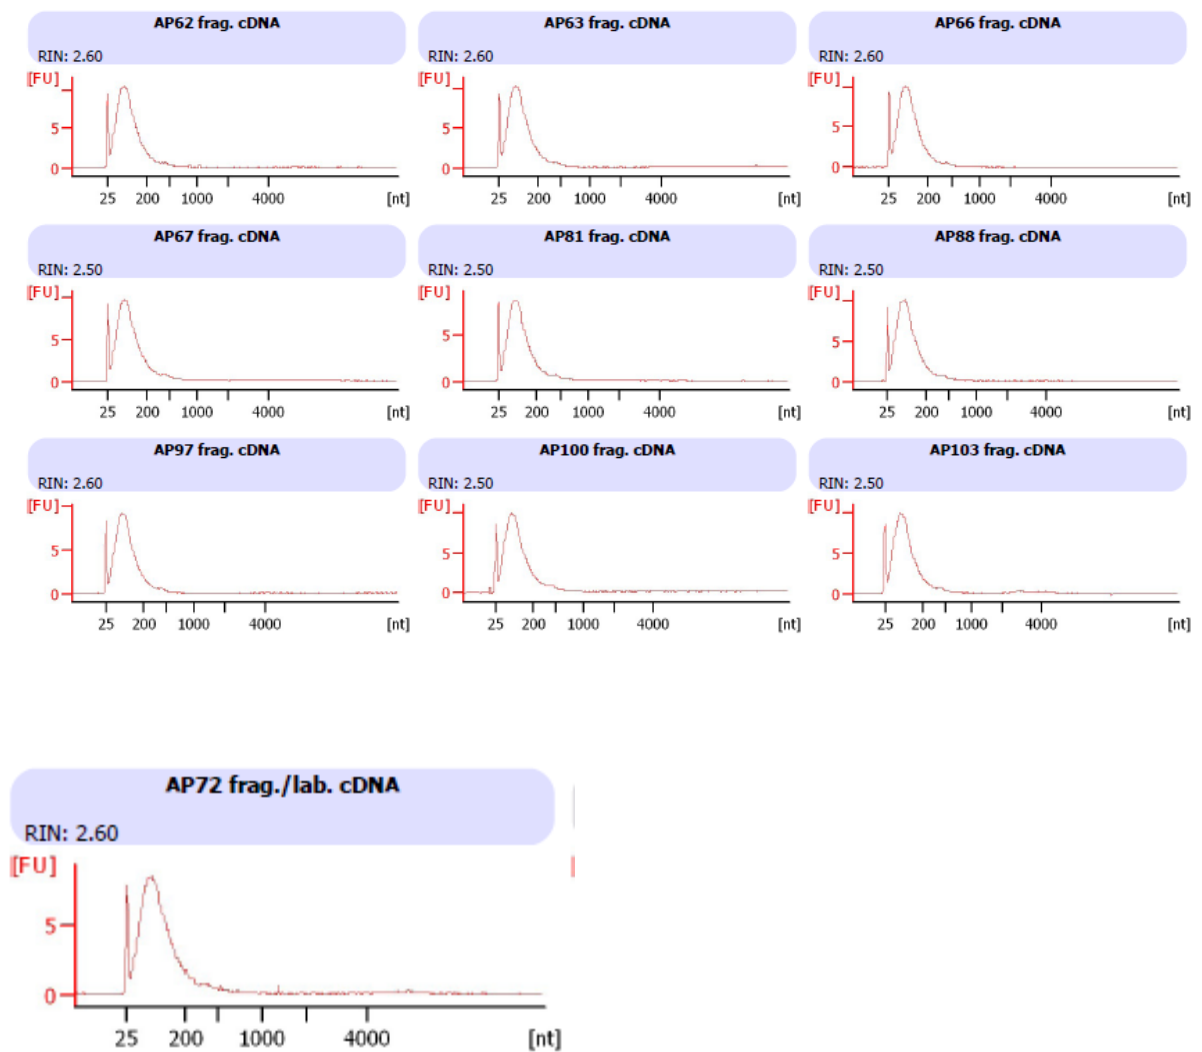 AP62 frag. cDNA AP63 frag. cDNA AP66 frag. cDNA
RIN: 2.60 RIN: 2.60 RIN: 2.60
[FU] [FU] [FU]
5 5 5
0 0 0
25 200 1000 4000 [nt] 25 200 1000 4000 [nt] 25 200 1000 4000 [nt]
AP67 frag. cDNA AP81 frag. cDNA AP88 frag. cDNA
RIN: 2.50 RIN: 2.50 RIN: 2.50
[FU] [FU] [FU]
5 5 5
0 0 0
25 200 1000 4000 [nt] 25 200 1000 4000 [nt] 25 200 1000 4000 [nt]
AP97 frag. cDNA AP100 frag. cDNA AP103 frag. cDNA
RIN: 2.60 RIN: 2.50 RIN: 2.50
[FU] [FU] [FU]
5 5 5
0 0 0
25 200 1000 4000 [nt] 25 200 1000 4000 [nt] 25 200 1000 4000 [nt]
AP72 frag./lab. cDNA
RIN: 2.60
[FU]
5
0
25 200 1000 4000 [nt]